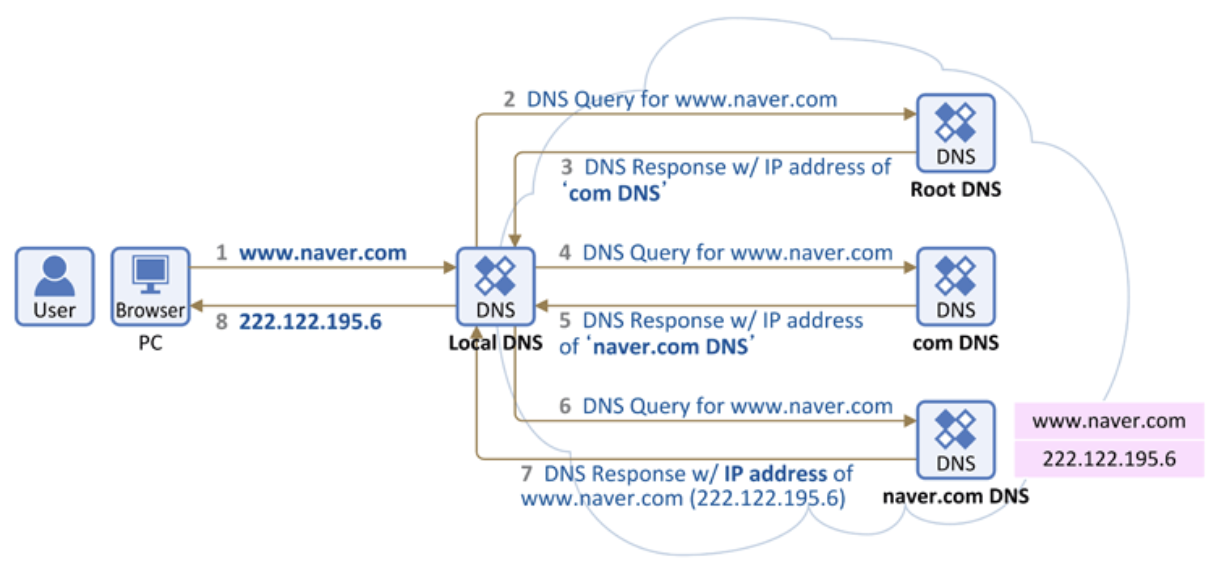 2 DNS Query for www.naver.com
DNS
Root DNS
3 DNS Response w/ IP address of
‘com DNS’
User
Browser
PC
1 www.naver.com
8 222.122.195.6
DNS
Local DNS
4 DNS Query for www.naver.com
5 DNS Response w/ IP address
of ‘naver.com DNS’
DNS
com DNS
6 DNS Query for www.naver.com
7 DNS Response w/ IP address of
www.naver.com (222.122.195.6)
DNS
naver.com DNS
www.naver.com
222.122.195.6